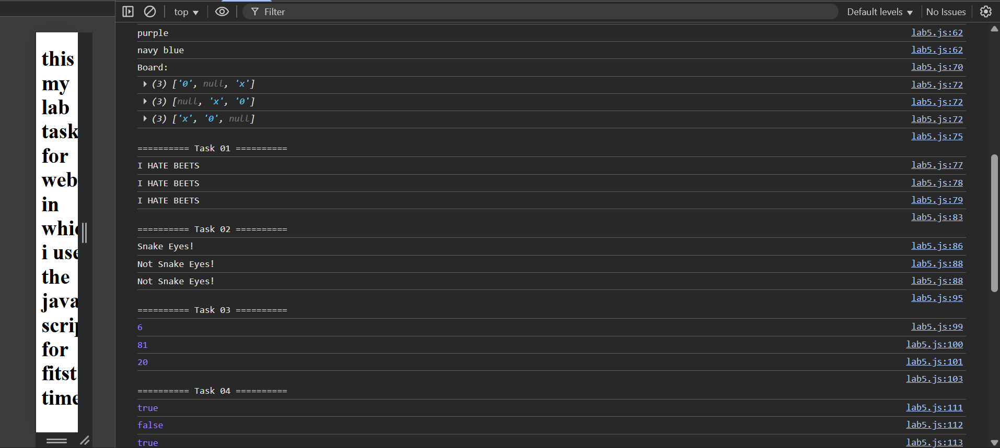 top ▼ Filter Default levels ▼ No Issues
this
my
lab
task
for
web
in
whic
i use
the
java
scrip
for
fitst
time
purple lab5.js:62
navy blue lab5.js:62
Board: lab5.js:70
▶ (3) ['0', null, 'x'] lab5.js:72
▶ (3) [null, 'x', '0'] lab5.js:72
▶ (3) ['x', '0', null] lab5.js:72
lab5.js:75
========== Task 01 ==========
I HATE BEETS lab5.js:77
I HATE BEETS lab5.js:78
I HATE BEETS lab5.js:79
lab5.js:83
========== Task 02 ==========
Snake Eyes! lab5.js:86
Not Snake Eyes! lab5.js:88
Not Snake Eyes! lab5.js:88
lab5.js:95
========== Task 03 ==========
6 lab5.js:99
81 lab5.js:100
20 lab5.js:101
lab5.js:103
========== Task 04 ==========
true lab5.js:111
false lab5.js:112
true lab5.js:113